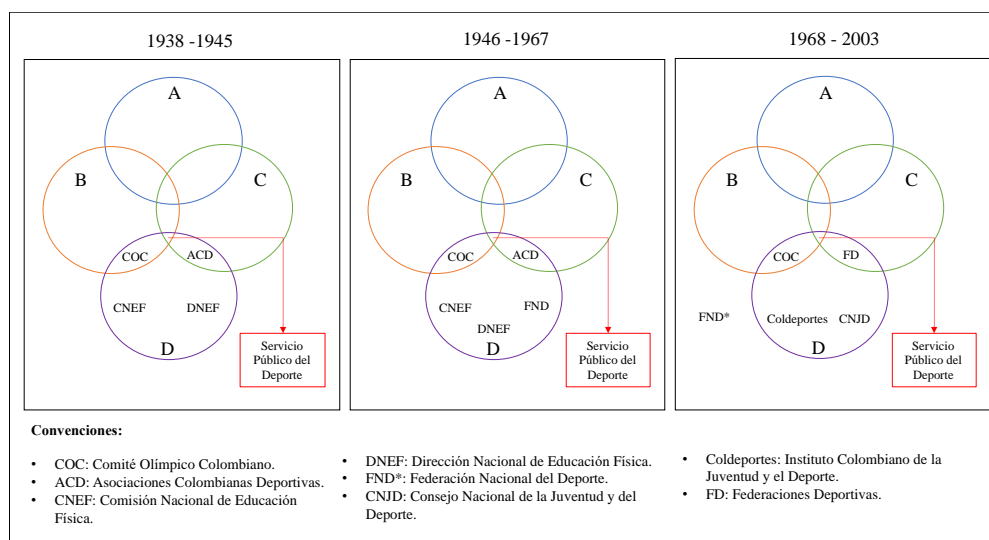 1938 -1945
A
B
C
COC
ACD
CNEF
DNEF
D
Servicio
Público del
Deporte
1946 -1967
A
B
C
COC
ACD
CNEF
FND
DNEF
D
Servicio
Público del
Deporte
1968 - 2003
A
B
C
COC
FD
FND*
Coldeportes
CNJD
D
Servicio
Público del
Deporte
Convenciones:
• COC: Comité Olímpico Colombiano.
• ACD: Asociaciones Colombianas Deportivas.
• CNEF: Comisión Nacional de Educación
Física.
• DNEF: Dirección Nacional de Educación Física.
• FND*: Federación Nacional del Deporte.
• CNJD: Consejo Nacional de la Juventud y del
Deporte.
• Coldeportes: Instituto Colombiano de la
Juventud y el Deporte.
• FD: Federaciones Deportivas.